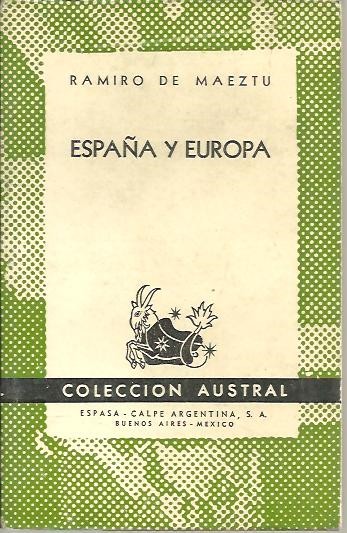 RAMIRO DE MAEZTU
ESPAÑA Y EUROPA
COLECCION AUSTRAL
ESPASA - CALPE ARGENTINA, S. A.
BUENOS AIRES - MEXICO